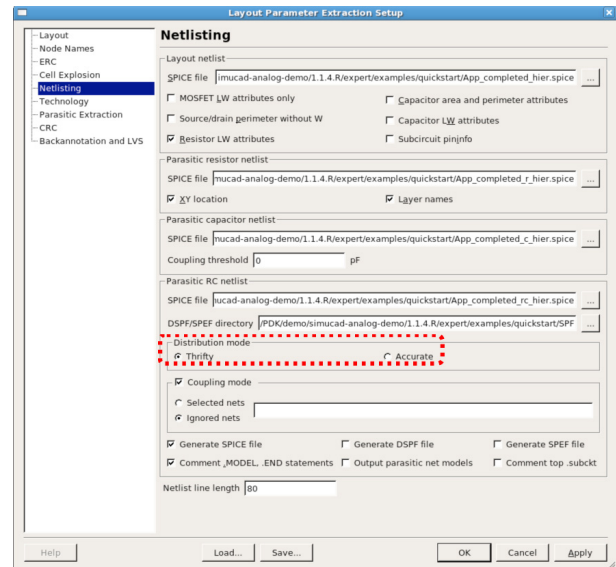 Layout Parameter Extraction Setup
Layout
Node Names
ERC
Cell Explosion
Netlisting
Technology
Parasitic Extraction
CRC
Backannotation and LVS
Netlisting
Layout netlist
SPICE file imucad-analog-demo/1.1.4.R/expert/examples/quickstart/App_completed_hier.spice ...
MOSFET LW attributes only Capacitor area and perimeter attributes
Source/drain perimeter without W Capacitor LW attributes
Resistor LW attributes Subcircuit pininfo
Parasitic resistor netlist
SPICE file mucad-analog-demo/1.1.4.R/expert/examples/quickstart/App_completed_r_hier.spice ...
XY location Layer names
Parasitic capacitor netlist
SPICE file mucad-analog-demo/1.1.4.R/expert/examples/quickstart/App_completed_c_hier.spice ...
Coupling threshold 0 pF
Parasitic RC netlist
SPICE file ucad-analog-demo/1.1.4.R/expert/examples/quickstart/App_completed_rc_hier.spice ...
DSPF/SPEF directory /PDK/demo/simucad-analog-demo/1.1.4.R/expert/examples/quickstart/SPF ...
Distribution mode
Thrifty Accurate
Coupling mode
Selected nets
Ignored nets
Generate SPICE file Generate DSPF file Generate SPEF file
Comment .MODEL, .END statements Output parasitic net models Comment top .subckt
Netlist line length 80
Help Load... Save... OK Cancel Apply